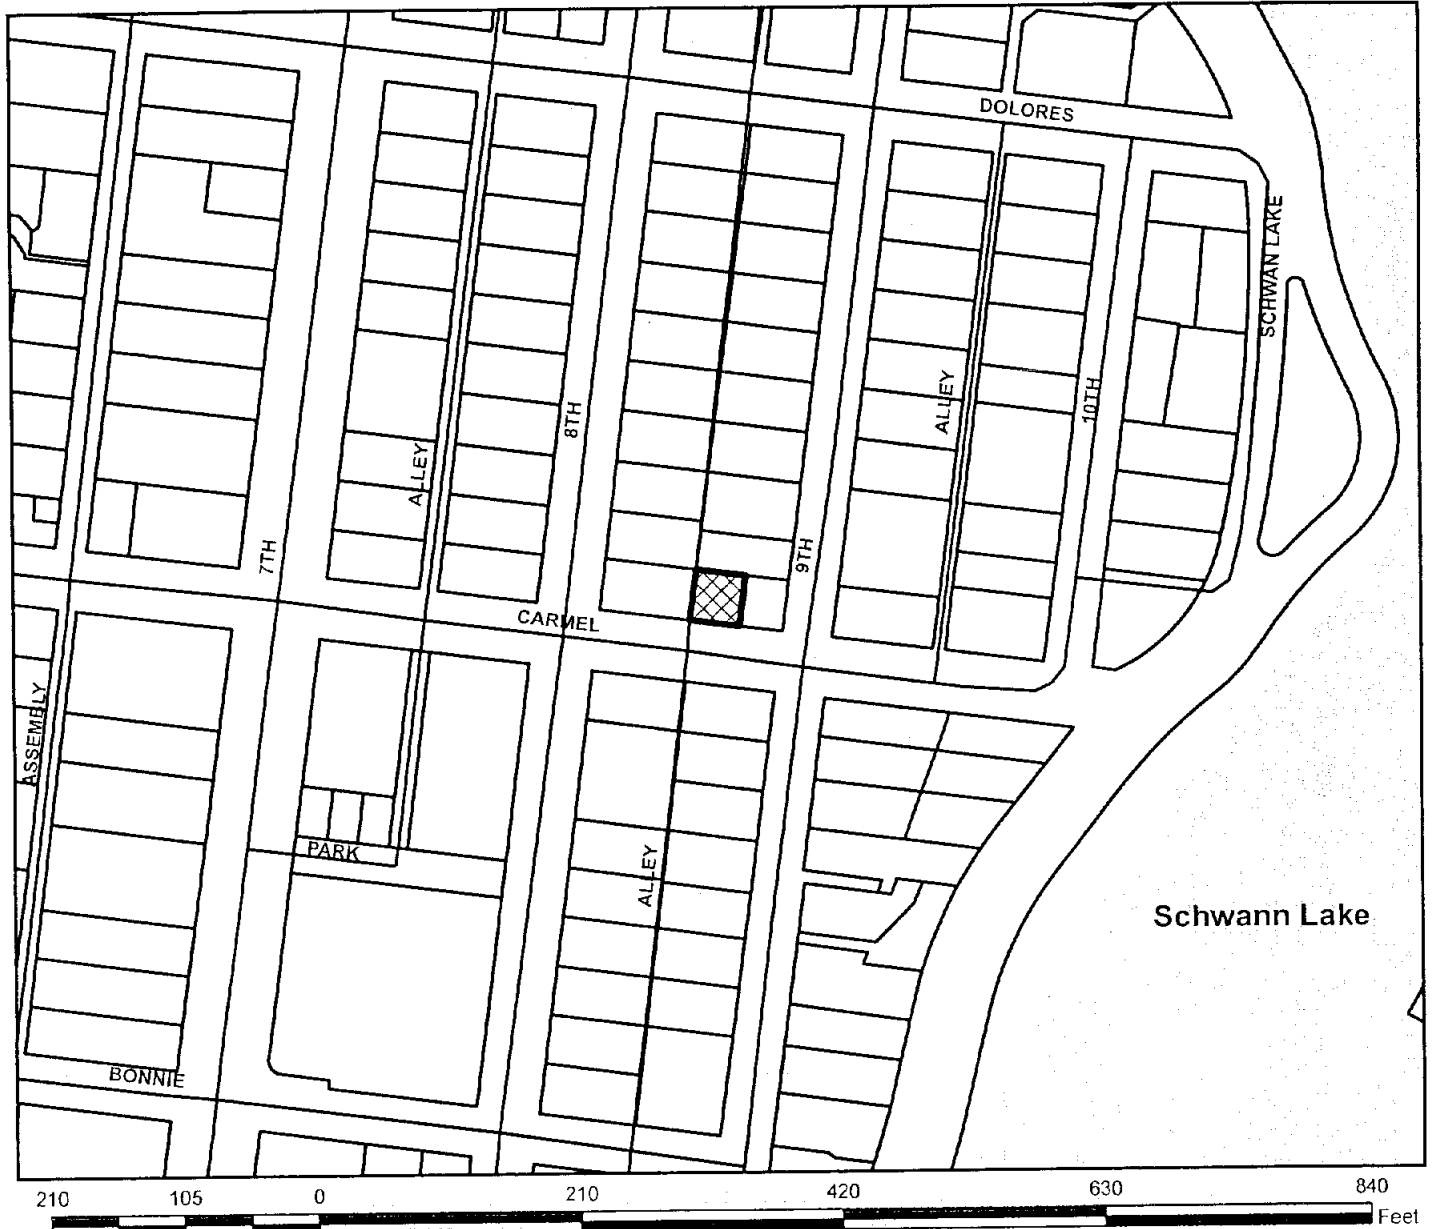 DOLORES
SCHWAN LAKE
ALLEY
10TH
8TH
ALLEY
7TH
9TH
CARMEL
ASSEMBLY
PARK
ALLEY
Schwann Lake
BONNIE
210 105 0 210 420 630 840
Feet